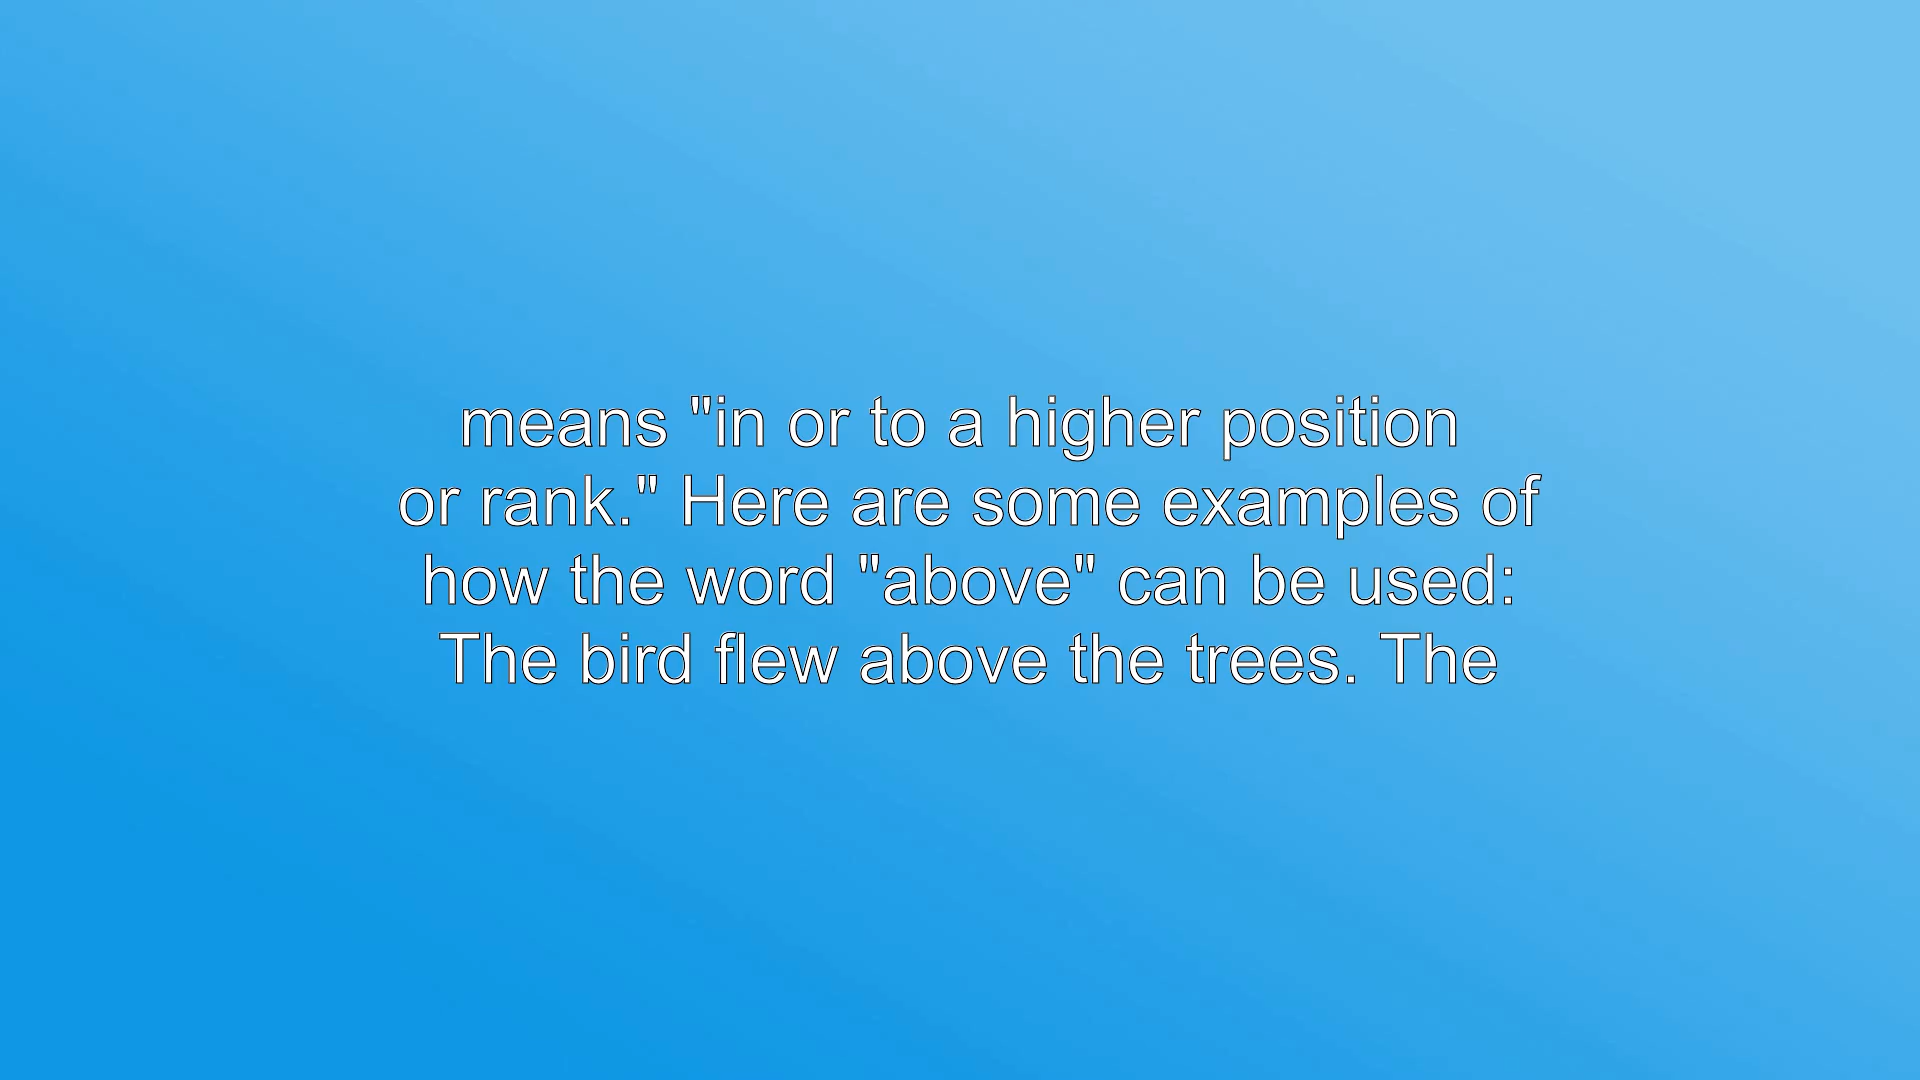 means "in or to a higher position
or rank." Here are some examples of
how the word "above" can be used:
The bird flew above the trees. The